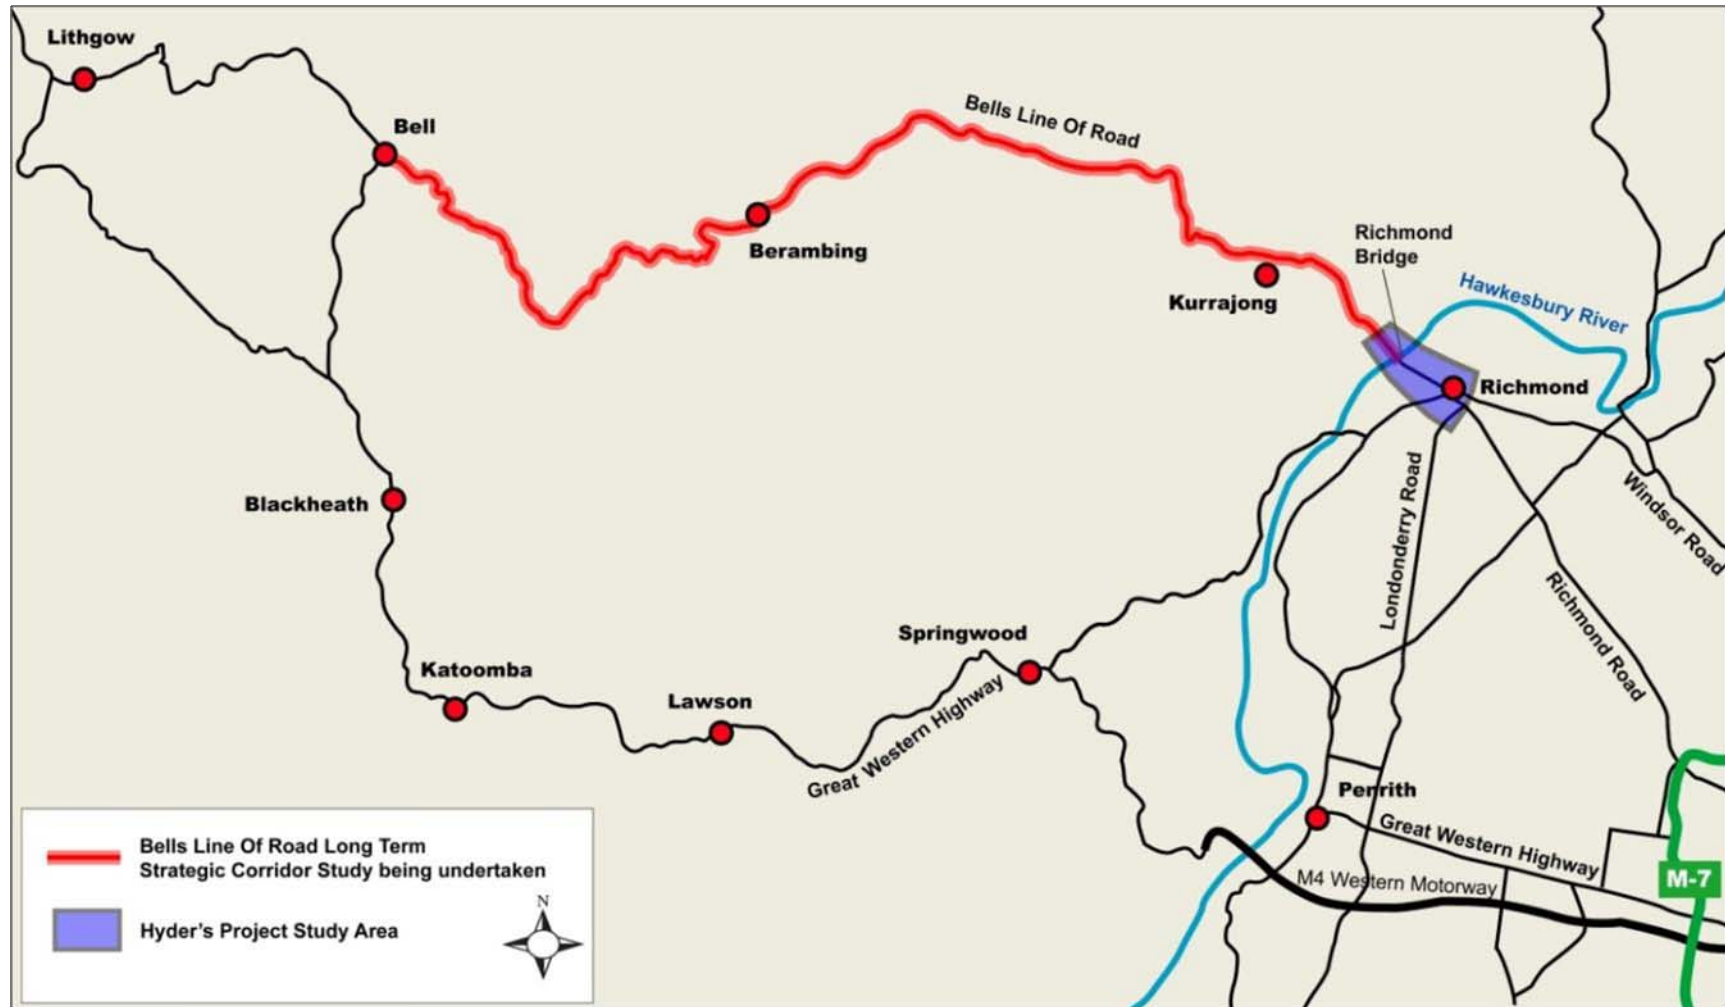 Lithgow
Bell
Bells Line Of Road
Berambing
Kurrajong
Richmond
Bridge
Hawkesbury River
Richmond
Blackheath
Londonderry Road
Windsor Road
Richmond Road
Springwood
Katoomba
Lawson
Great Western Highway
Penrith
Great Western Highway
M4 Western Motorway
M-7
Bells Line Of Road Long Term
Strategic Corridor Study being undertaken
Hyder's Project Study Area
N